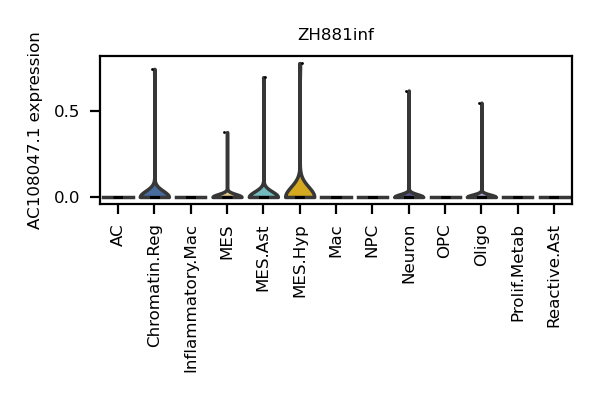 ZH881inf
AC108047.1 expression
0.5
0.0
AC
Chromatin.Reg
Inflammatory.Mac
MES
MES.Ast
MES.Hyp
Mac
NPC
Neuron
OPC
Oligo
Prolif.Metab
Reactive.Ast